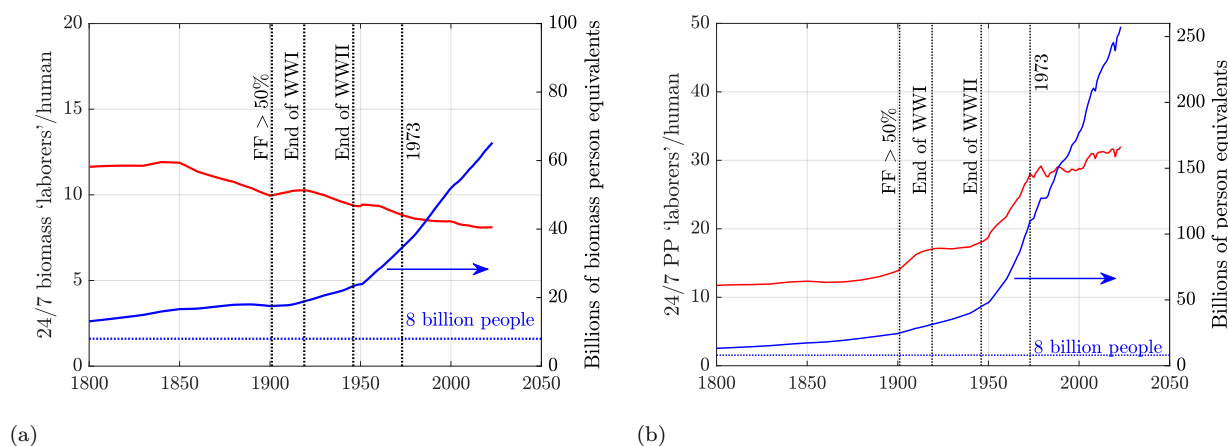 20
15
10
5
0
100
80
60
40
20
0
1800
1850
1900
1950
2000
2050
24/7 biomass ‘laborers’/human
Billions of biomass person equivalents
FF > 50%
End of WWI
End of WWII
1973
8 billion people
(a)
50
40
30
20
10
0
250
200
150
100
50
0
1800
1850
1900
1950
2000
2050
24/7 PP ‘laborers’/human
Billions of person equivalents
FF > 50%
End of WWI
End of WWII
1973
8 billion people
(b)